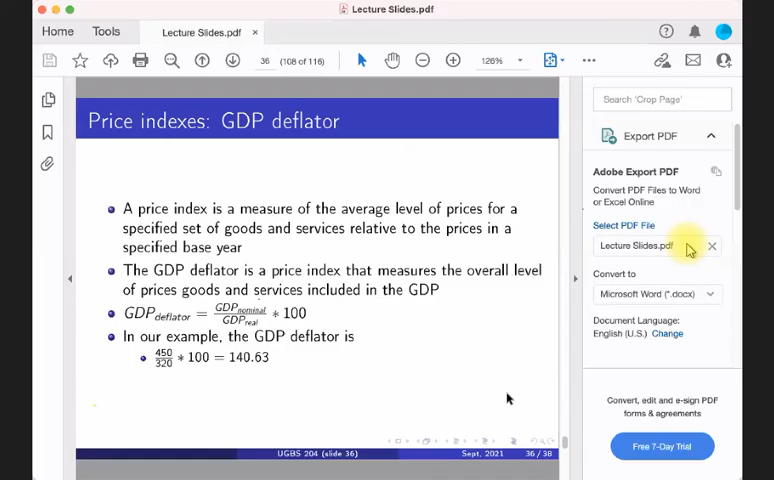 Lecture Slides.pdf
Home
Tools
Lecture Slides.pdf ×
36
(108 of 116)
126%
Search 'Crop Page'
Price indexes: GDP deflator
Export PDF
Adobe Export PDF
Convert PDF Files to Word
or Excel Online
Select PDF File
Lecture Slides.pdf
Convert to
Microsoft Word (*.docx)
Document Language:
English (U.S.) Change
A price index is a measure of the average level of prices for a
specified set of goods and services relative to the prices in a
specified base year
The GDP deflator is a price index that measures the overall level
of prices goods and services included in the GDP
GDP deflator = GDP nominal / GDP real * 100
In our example, the GDP deflator is
450/320 * 100 = 140.63
Convert, edit and e-sign PDF
forms & agreements
Free 7-Day Trial
UGBS 204 (slide 36)
Sept, 2021
36 / 38